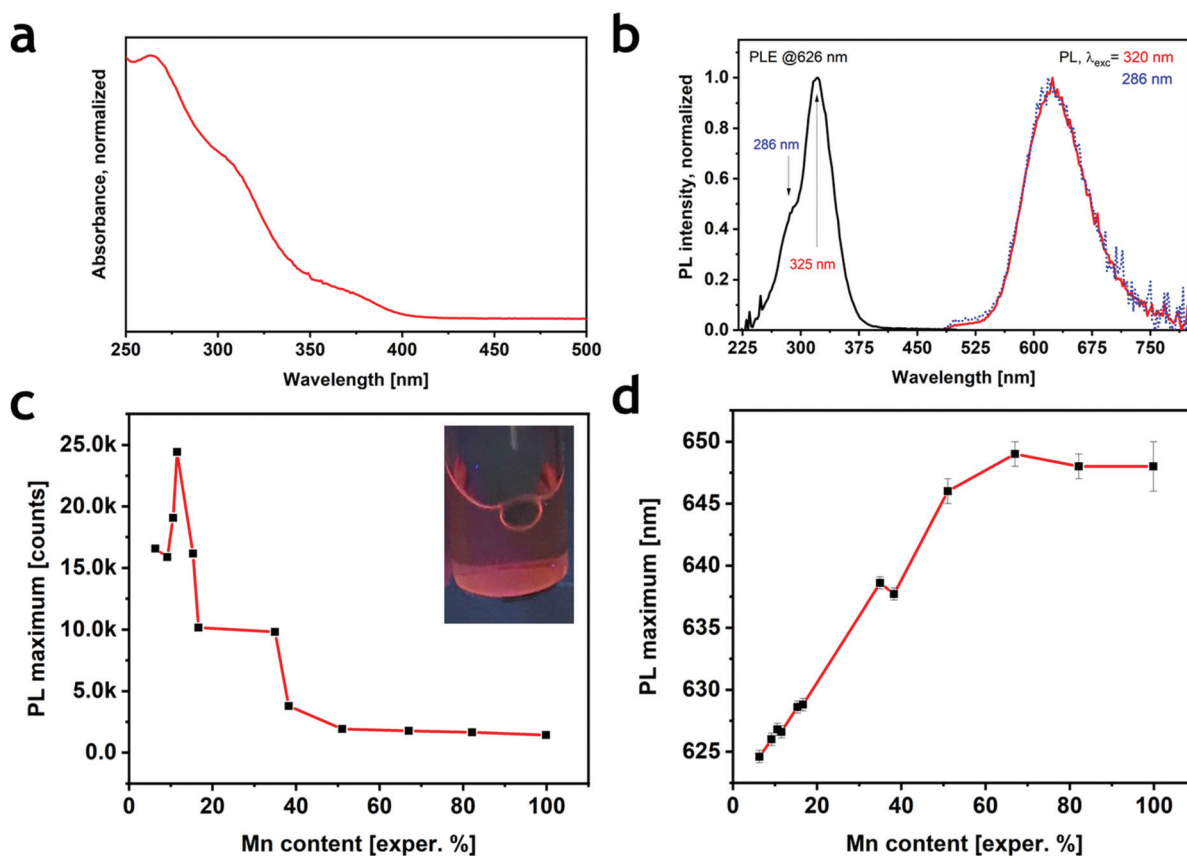 a
Absorbance, normalized
250 300 350 400 450 500
Wavelength [nm]
b
PLE @626 nm
PL, λexc= 320 nm
286 nm
286 nm
325 nm
PL intensity, normalized
1.0
0.8
0.6
0.4
0.2
0.0
225 300 375 450 525 600 675 750
Wavelength [nm]
c
PL maximum [counts]
25.0k
20.0k
15.0k
10.0k
5.0k
0.0
0 20 40 60 80 100
Mn content [exper. %]
d
PL maximum [nm]
650
645
640
635
630
625
0 20 40 60 80 100
Mn content [exper. %]